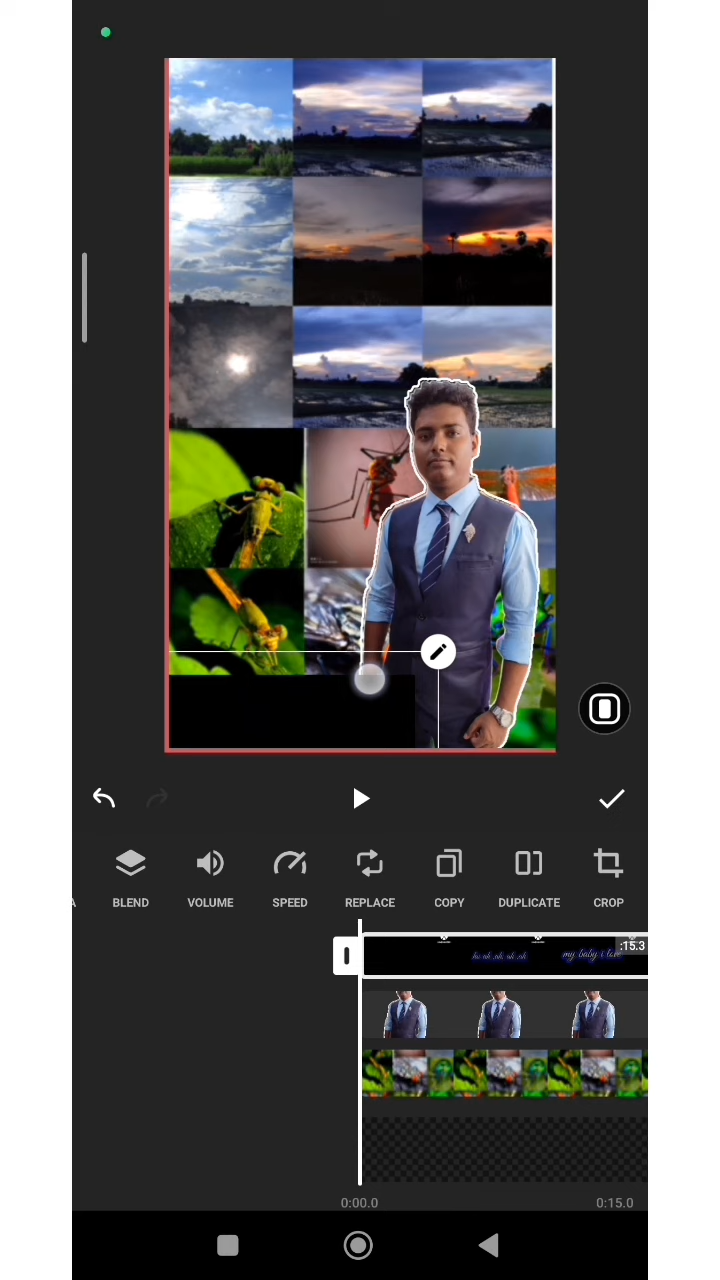 BLEND
VOLUME
SPEED
REPLACE
COPY
DUPLICATE
CROP
:15.3
my baby i love
0:00.0
0:15.0